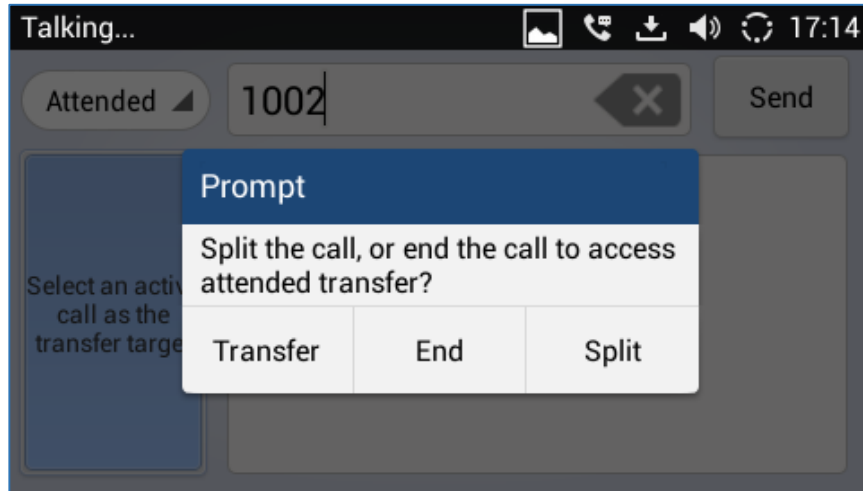 Talking...
17:14
Attended
1002
Send
Prompt
Split the call, or end the call to access
attended transfer?
Select an activ
call as the
transfer targe
Transfer
End
Split